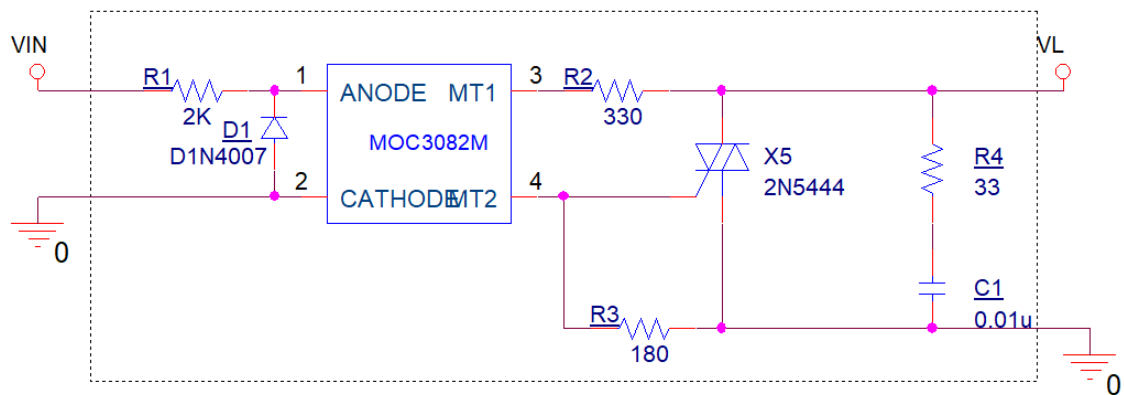 VIN
VL
R1
2K
1
ANODE
MT1
3
R2
330
D1
D1N4007
MOC3082M
X5
2N5444
R4
33
2
CATHODE
MT2
4
0
R3
180
C1
0.01u
0